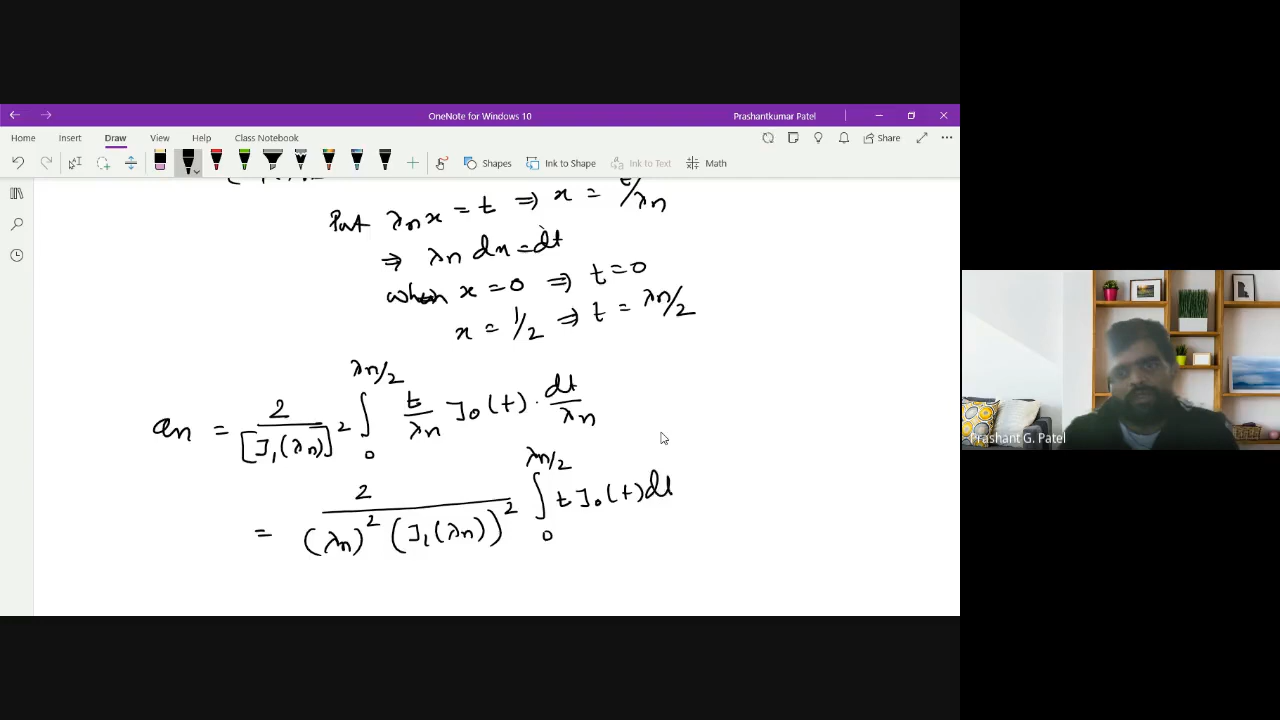 OneNote for Windows 10
Prashantkumar Patel
Home Insert Draw View Help Class Notebook
Share
Shapes Ink to Shape Ink to Text Math
Put λn x = t ⇒ x = t/λn
⇒ λn dx = dt
when x = 0 ⇒ t = 0
x = 1/2 ⇒ t = λn/2
an = 2/[J₁(λn)]² ∫₀^(λn/2) t/λn J₀(t) · dt/λn
= 2/((λn)² (J₁(λn))²) ∫₀^(λn/2) t J₀(t) dt
Prashant G. Patel